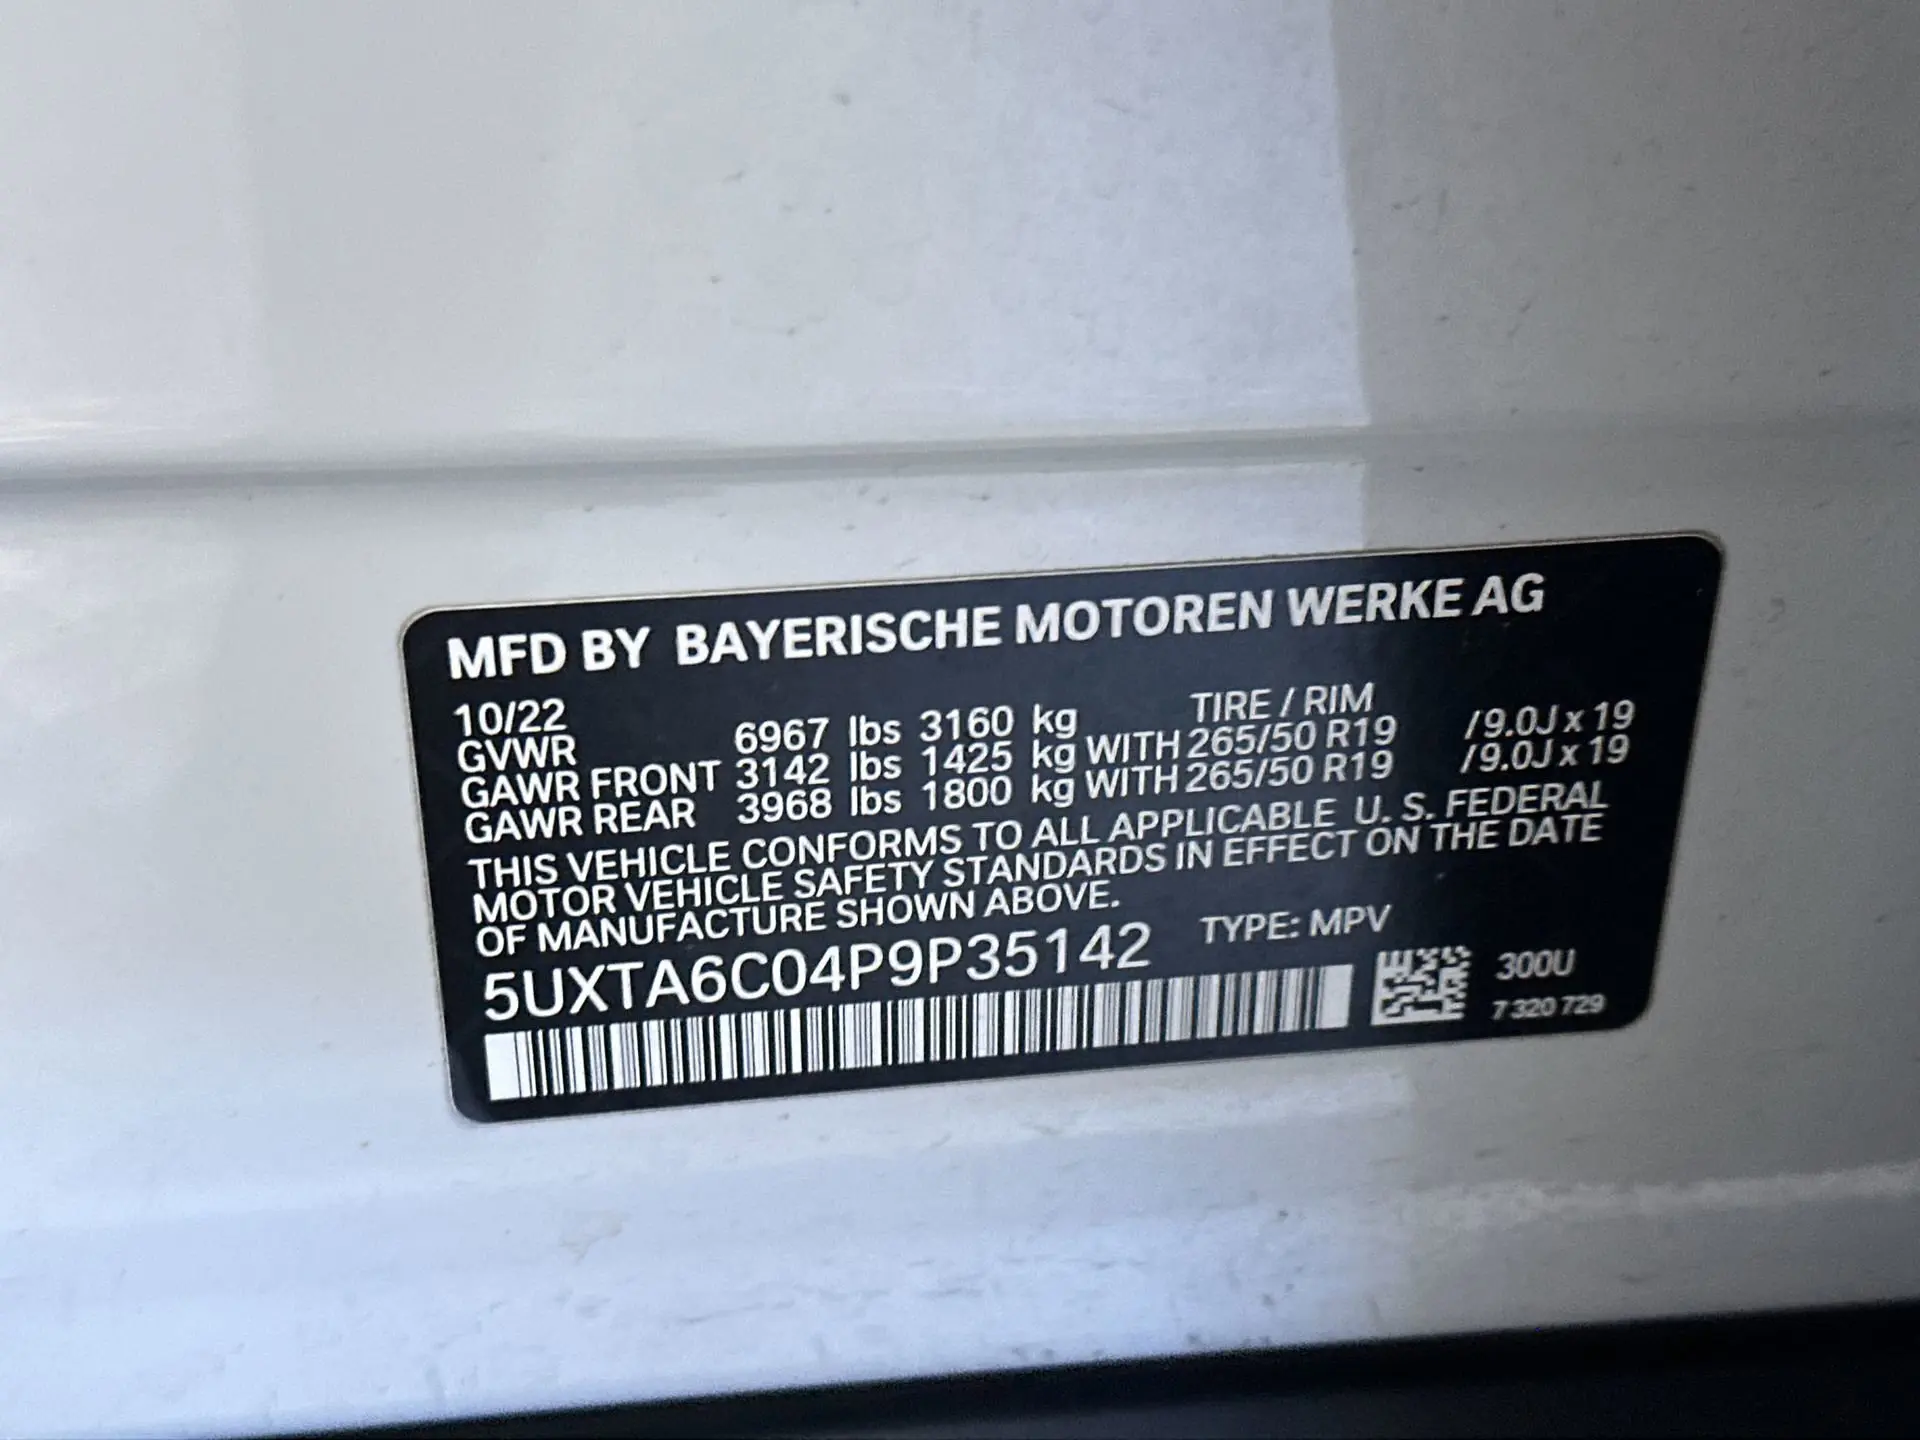 MFD BY BAYERISCHE MOTOREN WERKE AG
10/22 TIRE / RIM
GVWR 6967 lbs 3160 kg
GAWR FRONT 3142 lbs 1425 kg WITH 265/50 R19 /9.0J x 19
GAWR REAR 3968 lbs 1800 kg WITH 265/50 R19 /9.0J x 19
THIS VEHICLE CONFORMS TO ALL APPLICABLE U. S. FEDERAL
MOTOR VEHICLE SAFETY STANDARDS IN EFFECT ON THE DATE
OF MANUFACTURE SHOWN ABOVE.
5UXTA6C04P9P35142 TYPE: MPV
300U
7 320 729